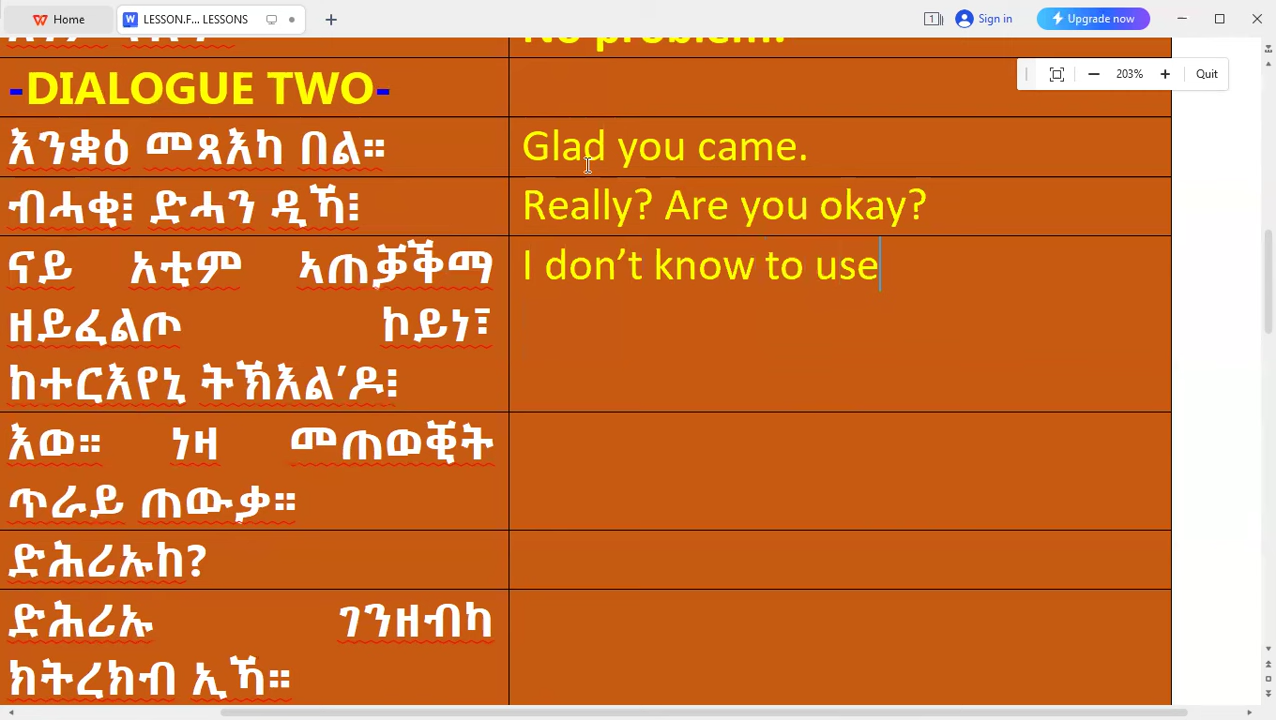 Home
LESSON.F... LESSONS
Sign in
Upgrade now
No problem.
203%
Quit
-DIALOGUE TWO-
እንቋዕ መጻእካ በል።
Glad you came.
ብሓቂ፧ ድሓን ዲኻ፧
Really? Are you okay?
ናይ አቲም ኣጠቓቕማ
I don’t know to use
ዘይፈልጦ ኮይነ፣
ከተርእየኒ ትኽእል’ዶ፧
እወ። ነዛ መጠወቒት
ጥራይ ጠውቃ።
ድሕሪኡከ?
ድሕሪኡ ገንዘብካ
ክትረክብ ኢኻ።